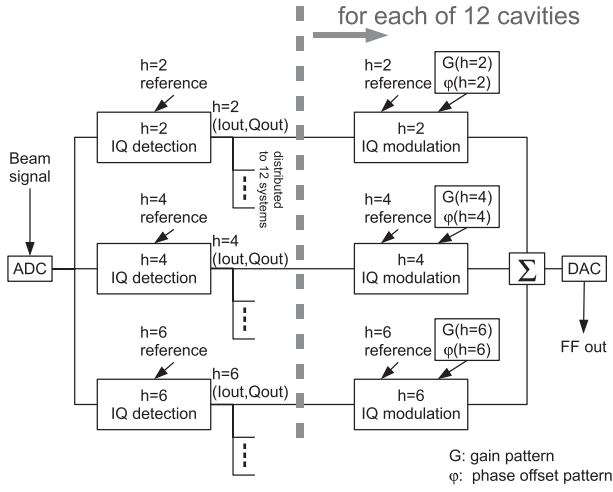 for each of 12 cavities
h=2
reference
h=2
IQ detection
h=2
(Iout,Qout)
distributed
to 12 systems
h=2
reference
G(h=2)
φ(h=2)
h=2
IQ modulation
Beam
signal
ADC
h=4
reference
h=4
IQ detection
h=4
(Iout,Qout)
h=4
reference
G(h=4)
φ(h=4)
h=4
IQ modulation
Σ
DAC
FF out
h=6
reference
h=6
IQ detection
h=6
(Iout,Qout)
h=6
reference
G(h=6)
φ(h=6)
h=6
IQ modulation
G: gain pattern
φ: phase offset pattern